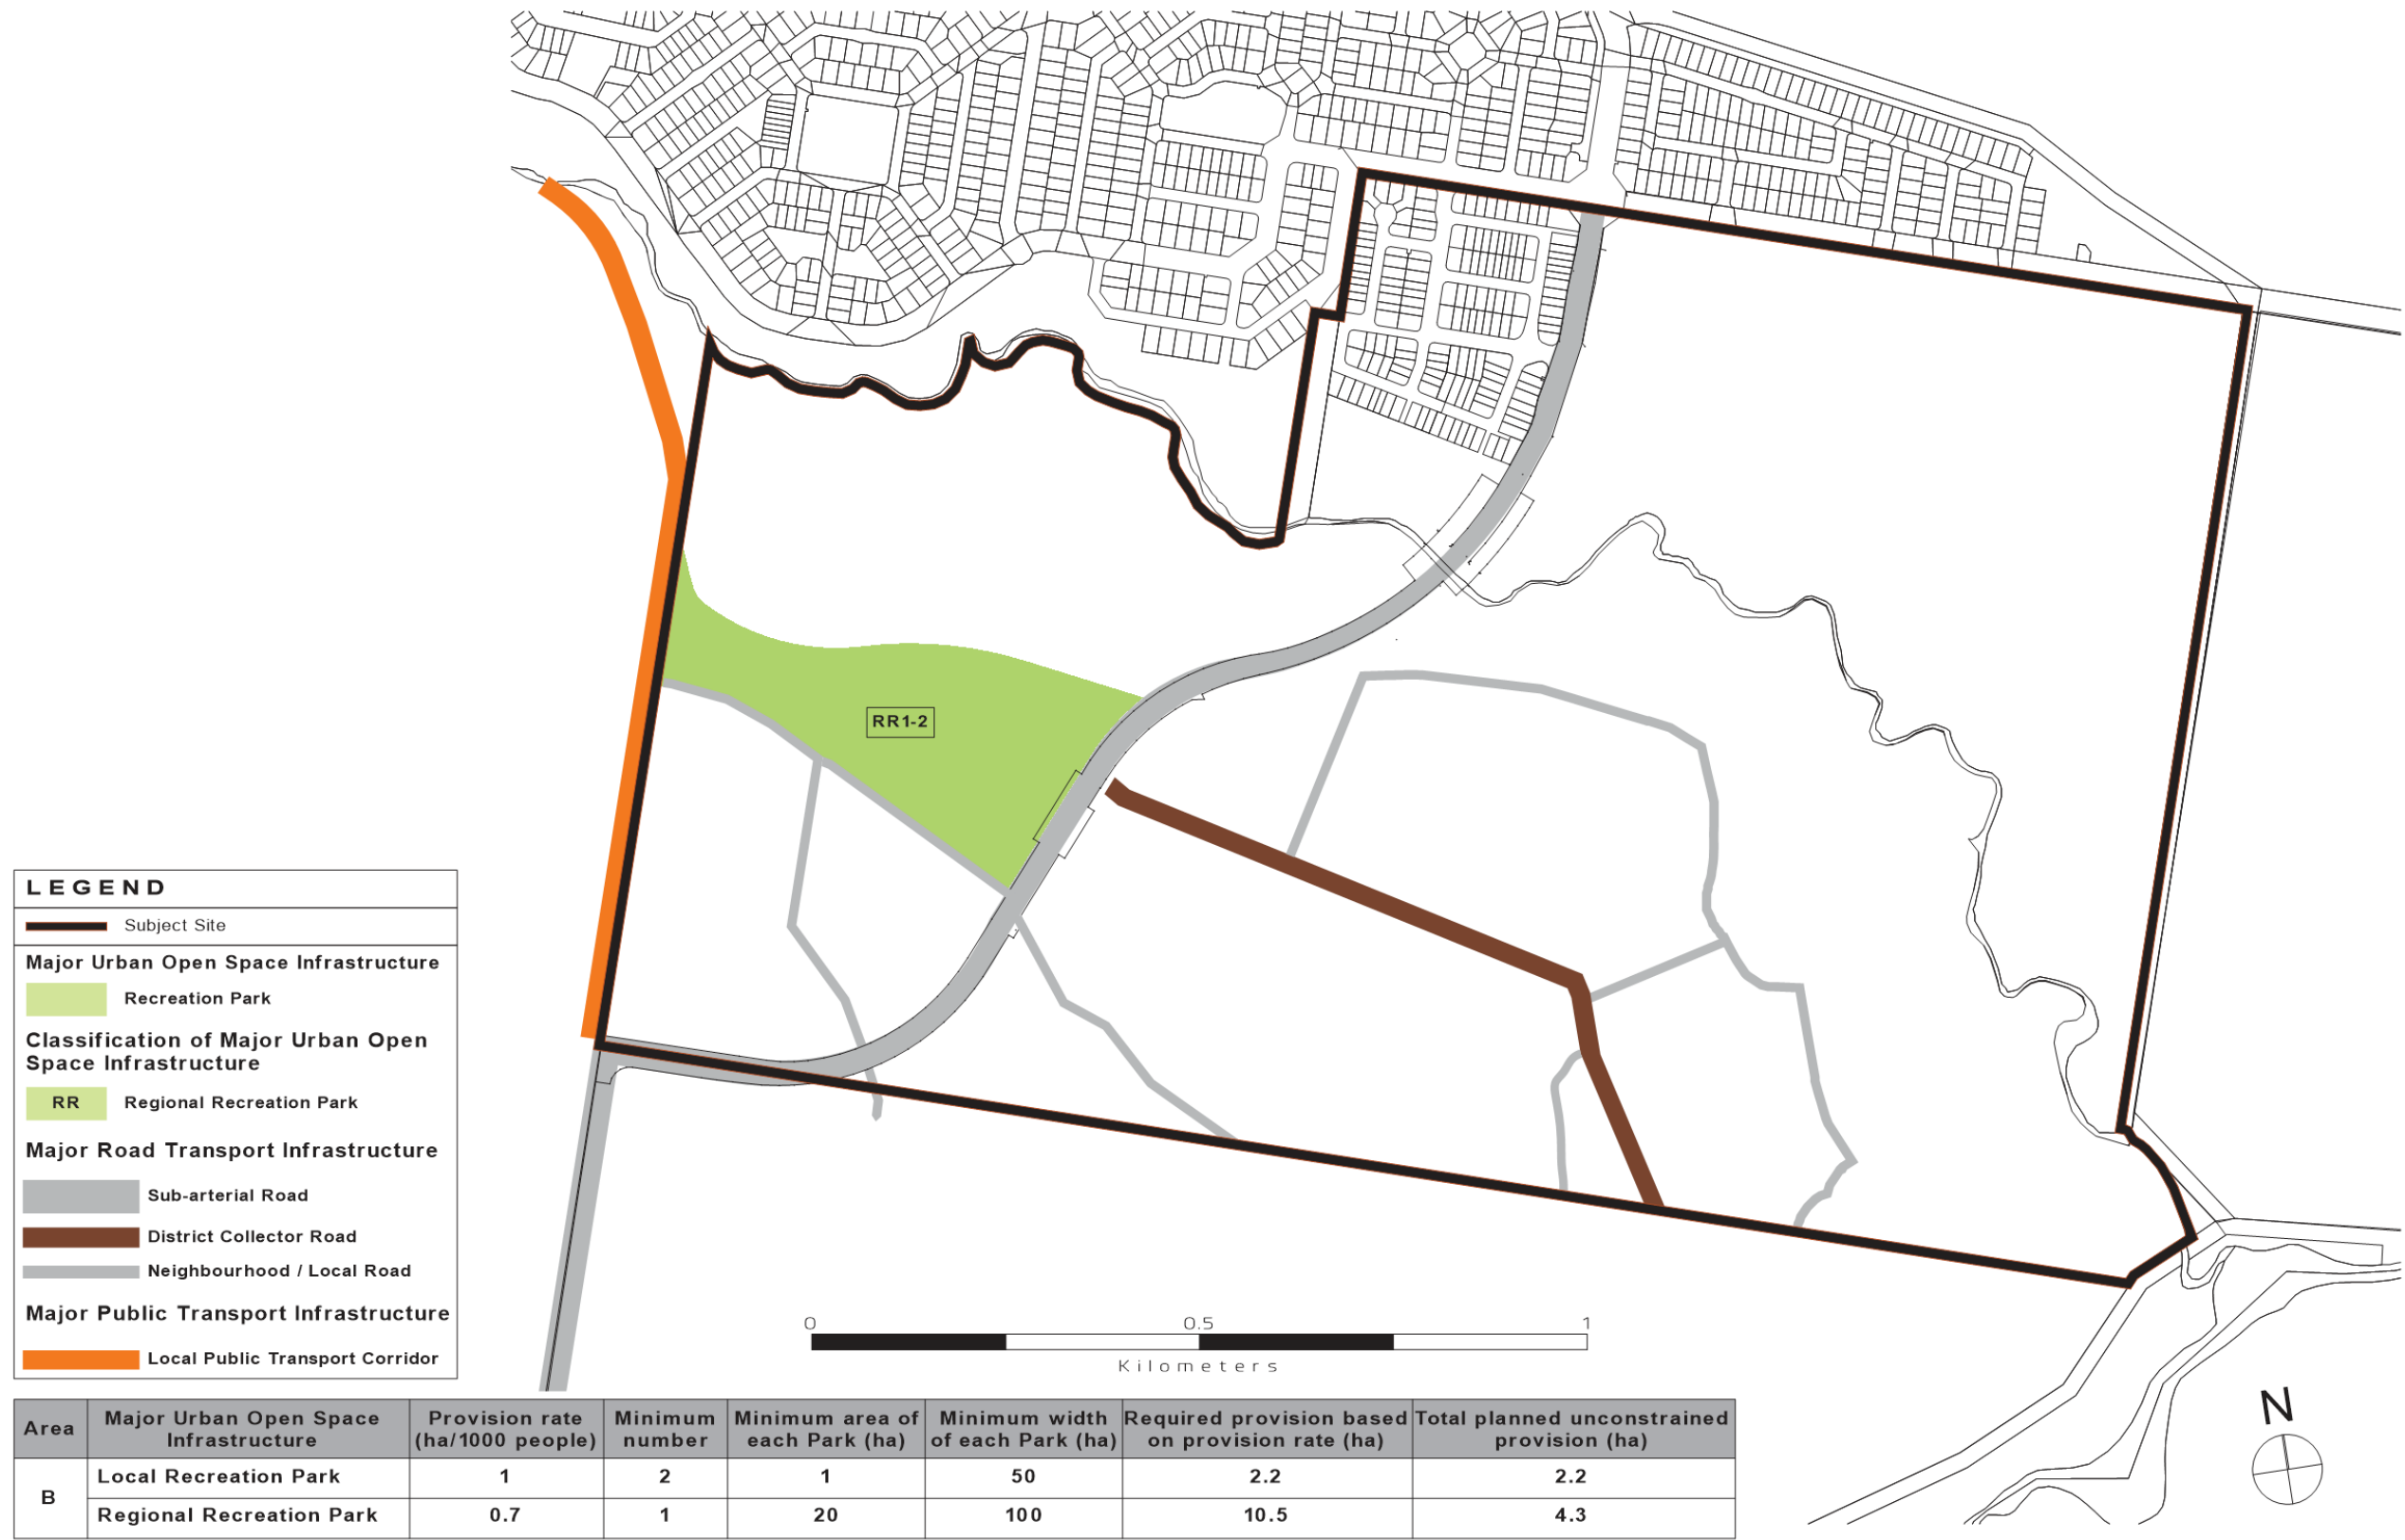 RR1-2
LEGEND
Subject Site
Major Urban Open Space Infrastructure
Recreation Park
Classification of Major Urban Open
Space Infrastructure
RR Regional Recreation Park
Major Road Transport Infrastructure
Sub-arterial Road
District Collector Road
Neighbourhood / Local Road
Major Public Transport Infrastructure
Local Public Transport Corridor
0 0.5 1
Kilometers
N
Area Major Urban Open Space Infrastructure Provision rate (ha/1000 people) Minimum number Minimum area of each Park (ha) Minimum width of each Park (ha) Required provision based on provision rate (ha) Total planned unconstrained provision (ha)
B Local Recreation Park 1 2 1 50 2.2 2.2
Regional Recreation Park 0.7 1 20 100 10.5 4.3